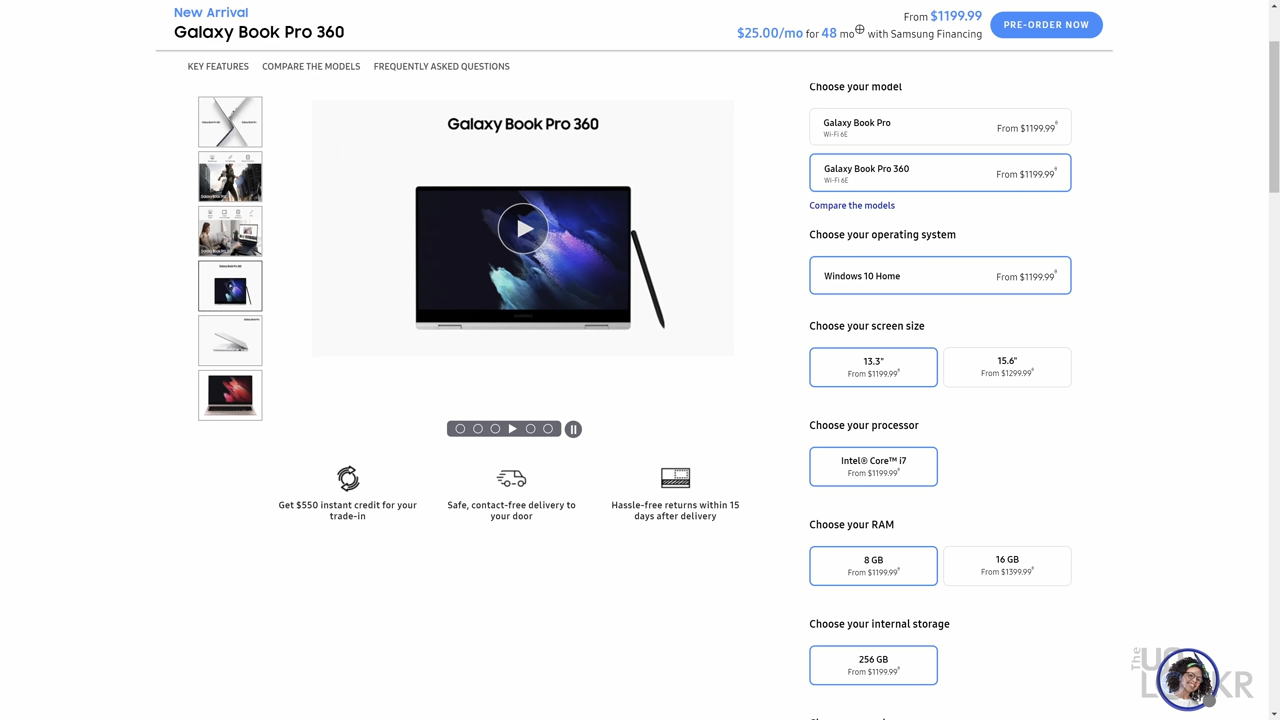 New Arrival
Galaxy Book Pro 360
From $1199.99
$25.00/mo for 48 mo⊕ with Samsung Financing
PRE-ORDER NOW
KEY FEATURES
COMPARE THE MODELS
FREQUENTLY ASKED QUESTIONS
Galaxy Book Pro 360
Get $550 instant credit for your
trade-in
Safe, contact-free delivery to
your door
Hassle-free returns within 15
days after delivery
Choose your model
Galaxy Book Pro
Wi-Fi 6E
From $1199.99
Galaxy Book Pro 360
Wi-Fi 6E
From $1199.99
Compare the models
Choose your operating system
Windows 10 Home
From $1199.99
Choose your screen size
13.3"
From $1199.99
15.6"
From $1299.99
Choose your processor
Intel® Core™ i7
From $1199.99
Choose your RAM
8 GB
From $1199.99
16 GB
From $1399.99
Choose your internal storage
256 GB
From $1199.99
The